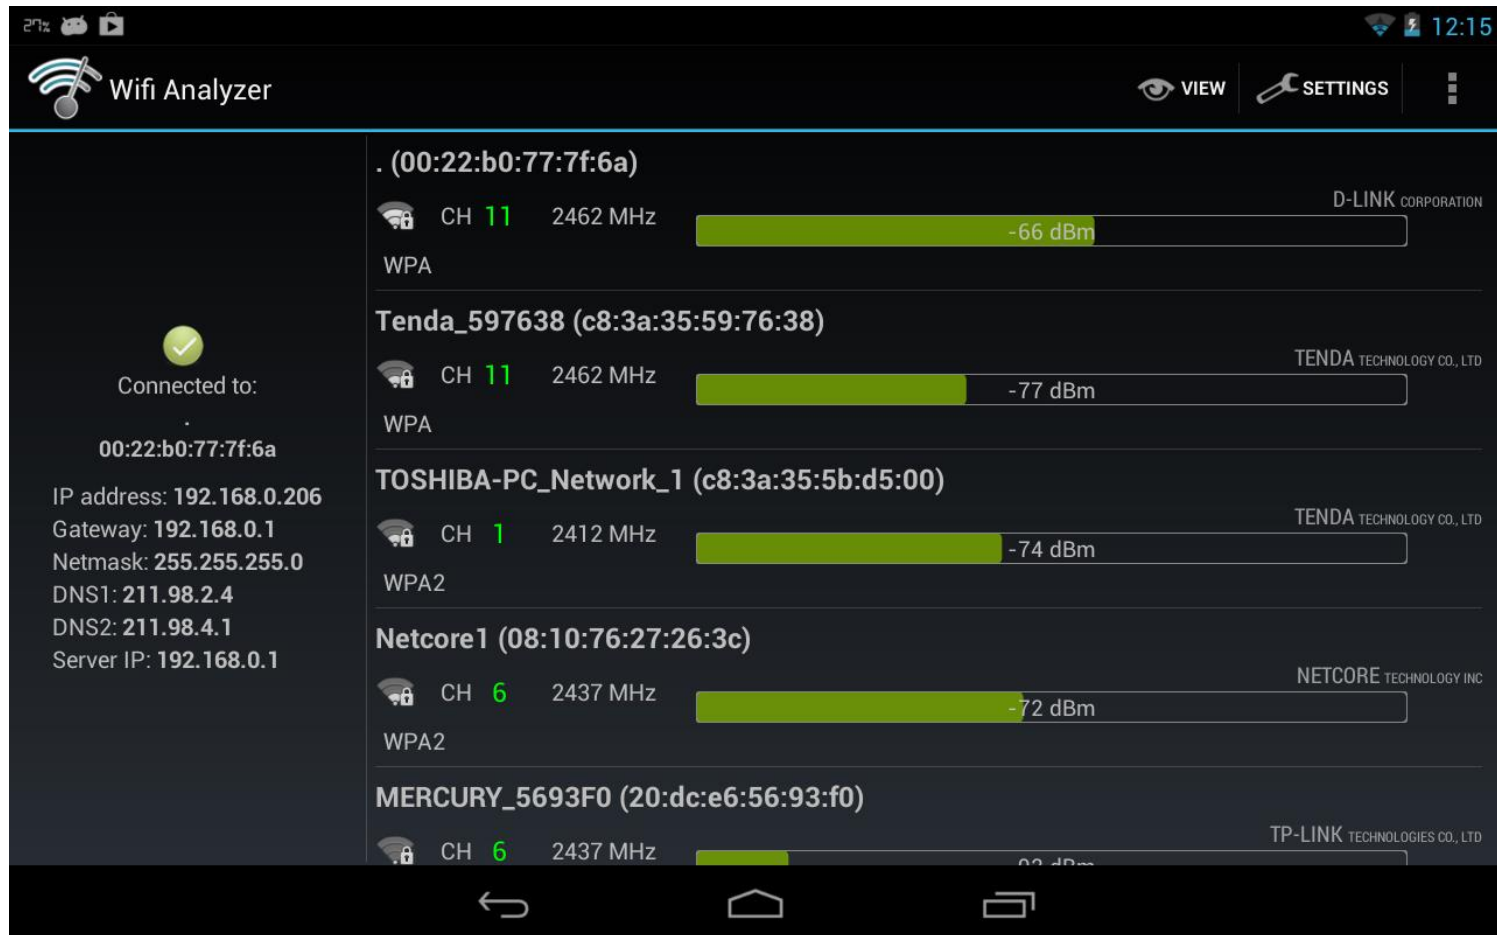 27% 12:15
Wifi Analyzer VIEW SETTINGS
Connected to:
.
00:22:b0:77:7f:6a
IP address: 192.168.0.206
Gateway: 192.168.0.1
Netmask: 255.255.255.0
DNS1: 211.98.2.4
DNS2: 211.98.4.1
Server IP: 192.168.0.1
. (00:22:b0:77:7f:6a)
D-LINK CORPORATION
CH 11 2462 MHz -66 dBm
WPA
Tenda_597638 (c8:3a:35:59:76:38)
TENDA TECHNOLOGY CO., LTD
CH 11 2462 MHz -77 dBm
WPA
TOSHIBA-PC_Network_1 (c8:3a:35:5b:d5:00)
TENDA TECHNOLOGY CO., LTD
CH 1 2412 MHz -74 dBm
WPA2
Netcore1 (08:10:76:27:26:3c)
NETCORE TECHNOLOGY INC
CH 6 2437 MHz -72 dBm
WPA2
MERCURY_5693F0 (20:dc:e6:56:93:f0)
TP-LINK TECHNOLOGIES CO., LTD
CH 6 2437 MHz